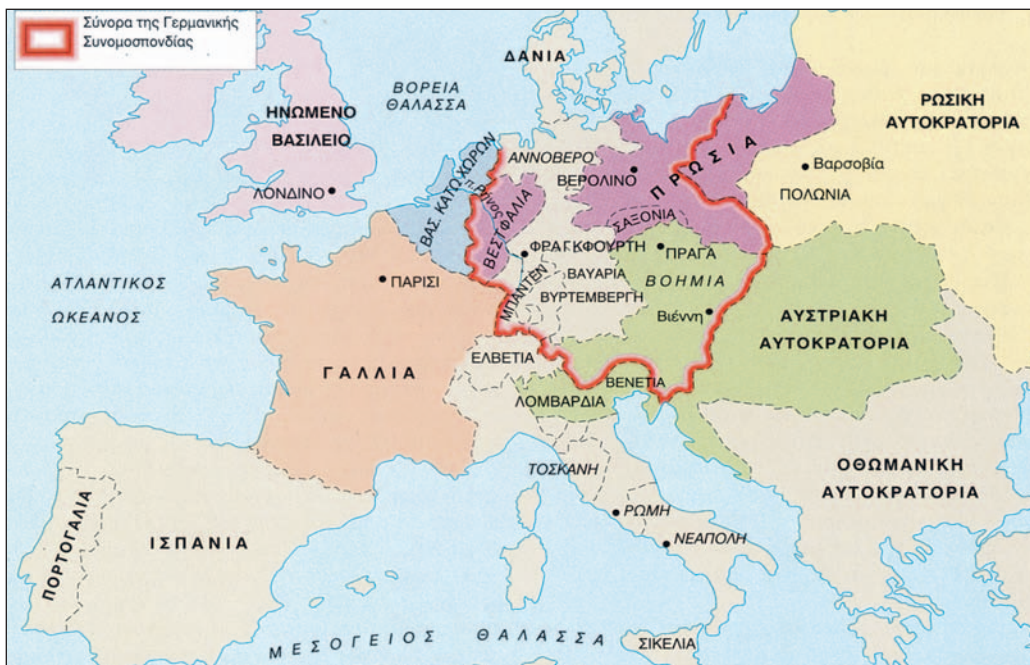 Σύνορα της Γερμανικής
Συνομοσπονδίας
ΔΑΝΙΑ
ΒΟΡΕΙΑ
ΘΑΛΑΣΣΑ
ΡΩΣΙΚΗ
ΑΥΤΟΚΡΑΤΟΡΙΑ
ΗΝΩΜΕΝΟ
ΒΑΣΙΛΕΙΟ
ΛΟΝΔΙΝΟ
ΑΝΝΟΒΕΡΟ
ΒΕΡΟΛΙΝΟ
ΠΡΩΣΙΑ
Βαρσοβία
ΠΟΛΩΝΙΑ
ΒΑΣ. ΚΑΤΩ ΧΩΡΩΝ
π. Ρήνος
ΒΕΣΤΦΑΛΙΑ
ΣΑΞΟΝΙΑ
ΦΡΑΓΚΦΟΥΡΤΗ
ΠΡΑΓΑ
ΒΟΗΜΙΑ
ΑΤΛΑΝΤΙΚΟΣ
ΩΚΕΑΝΟΣ
ΠΑΡΙΣΙ
ΜΠΑΝΤΕΝ
ΒΑΥΑΡΙΑ
ΒΥΡΤΕΜΒΕΡΓΗ
Βιέννη
ΑΥΣΤΡΙΑΚΗ
ΑΥΤΟΚΡΑΤΟΡΙΑ
ΓΑΛΛΙΑ
ΕΛΒΕΤΙΑ
ΒΕΝΕΤΙΑ
ΛΟΜΒΑΡΔΙΑ
ΤΟΣΚΑΝΗ
ΟΘΩΜΑΝΙΚΗ
ΑΥΤΟΚΡΑΤΟΡΙΑ
ΡΩΜΗ
ΝΕΑΠΟΛΗ
ΠΟΡΤΟΓΑΛΙΑ
ΙΣΠΑΝΙΑ
ΜΕΣΟΓΕΙΟΣ ΘΑΛΑΣΣΑ
ΣΙΚΕΛΙΑ